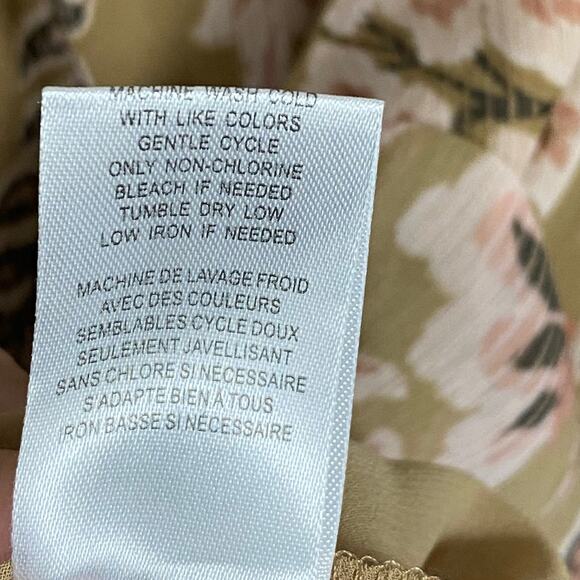 MACHINE WASH COLD
WITH LIKE COLORS
GENTLE CYCLE
ONLY NON-CHLORINE
BLEACH IF NEEDED
TUMBLE DRY LOW
LOW IRON IF NEEDED
MACHINE DE LAVAGE FROID
AVEC DES COULEURS
SEMBLABLES CYCLE DOUX
SEULEMENT JAVELLISANT
SANS CHLORE SI NECESSAIRE
S ADAPTE BIEN À TOUS
IRON BASSE SI NÉCESSAIRE